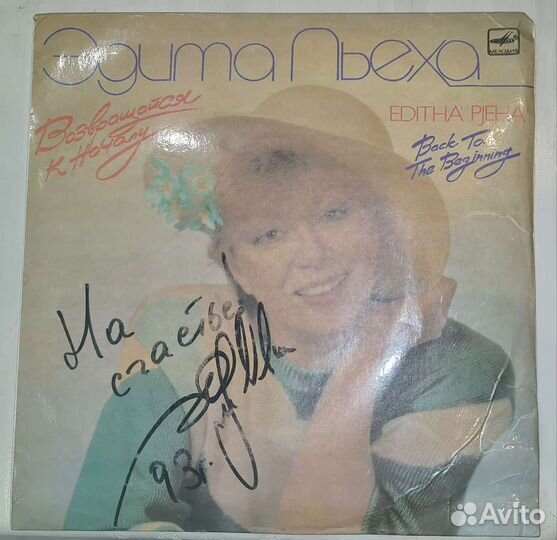 Эдита Пьеха
МЕЛОДИЯ
Возвращайся
к Началу
EDITHA PJEHA
Back To
The Beginning
На
счастье!
93г.
Avito